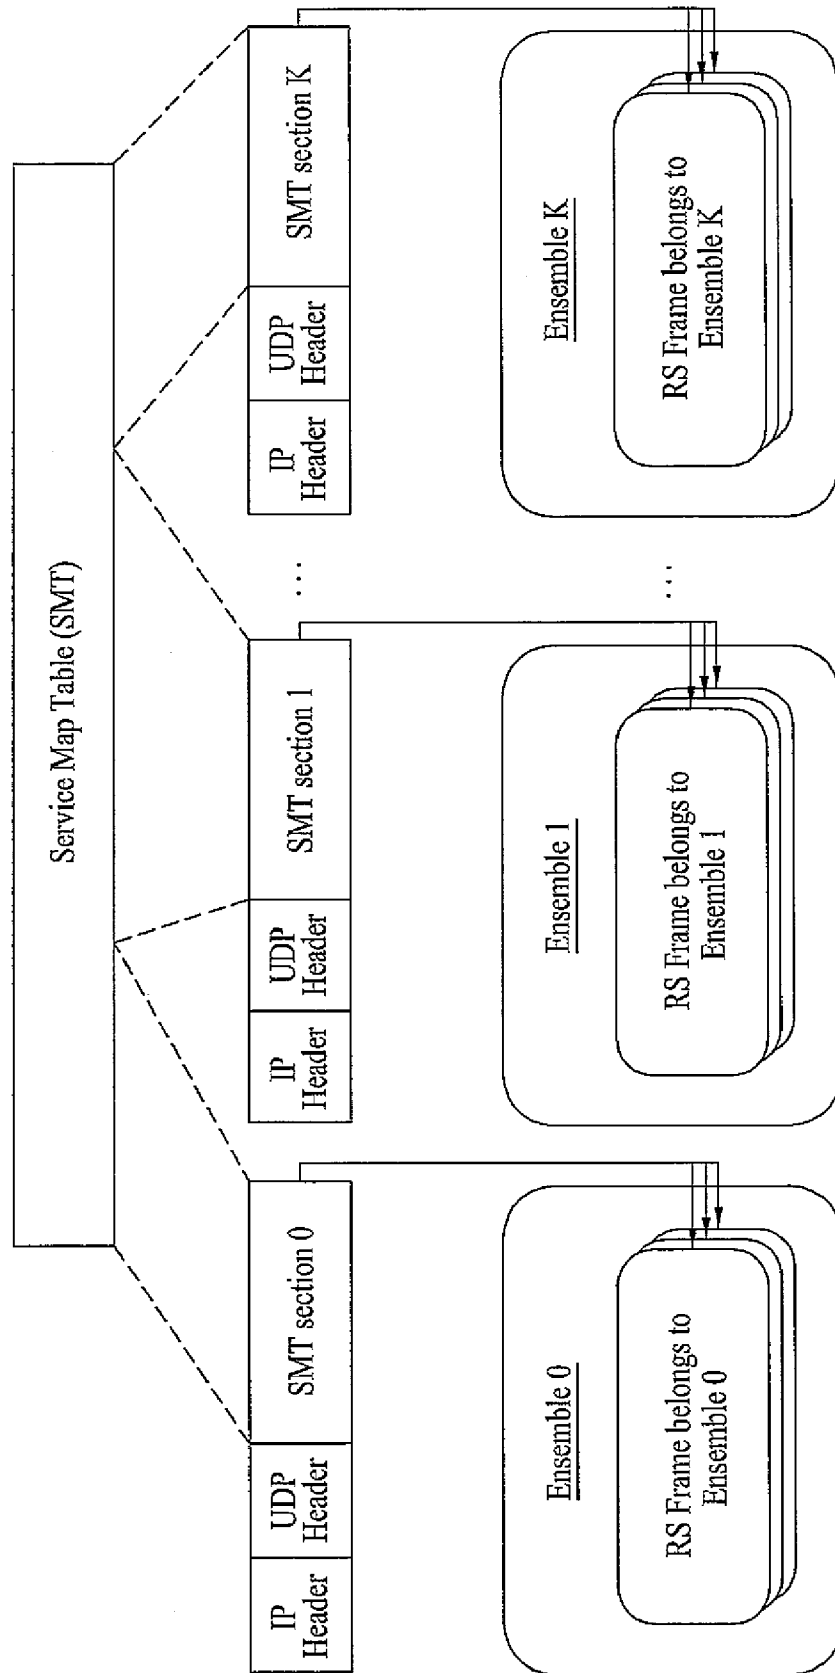 Service Map Table (SMT)
IP
Header
UDP
Header
SMT section 0
IP
Header
UDP
Header
SMT section 1
...
IP
Header
UDP
Header
SMT section K
Ensemble 0
RS Frame belongs to
Ensemble 0
Ensemble 1
RS Frame belongs to
Ensemble 1
...
Ensemble K
RS Frame belongs to
Ensemble K